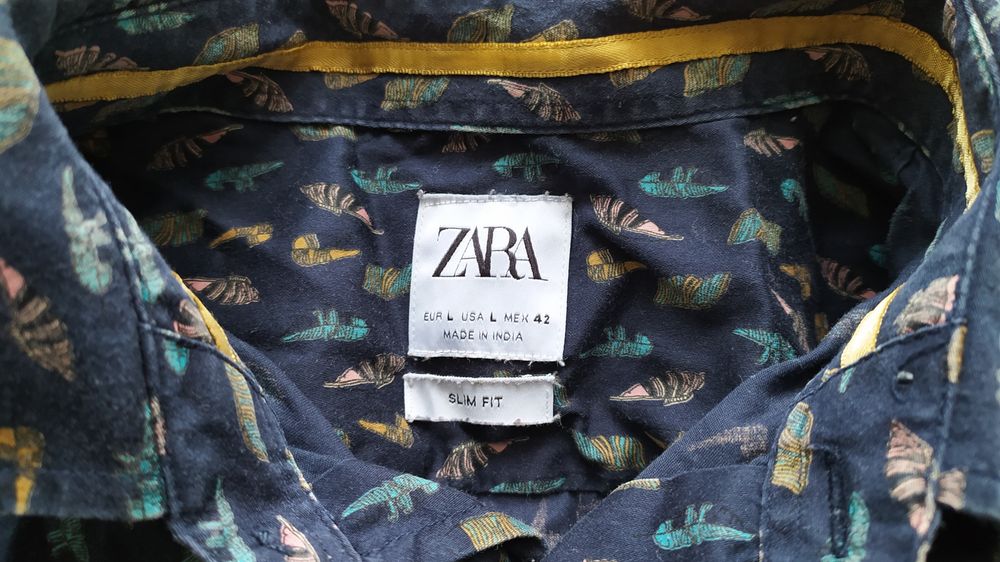 ZARA
EUR L USA L MEX 42
MADE IN INDIA
SLIM FIT